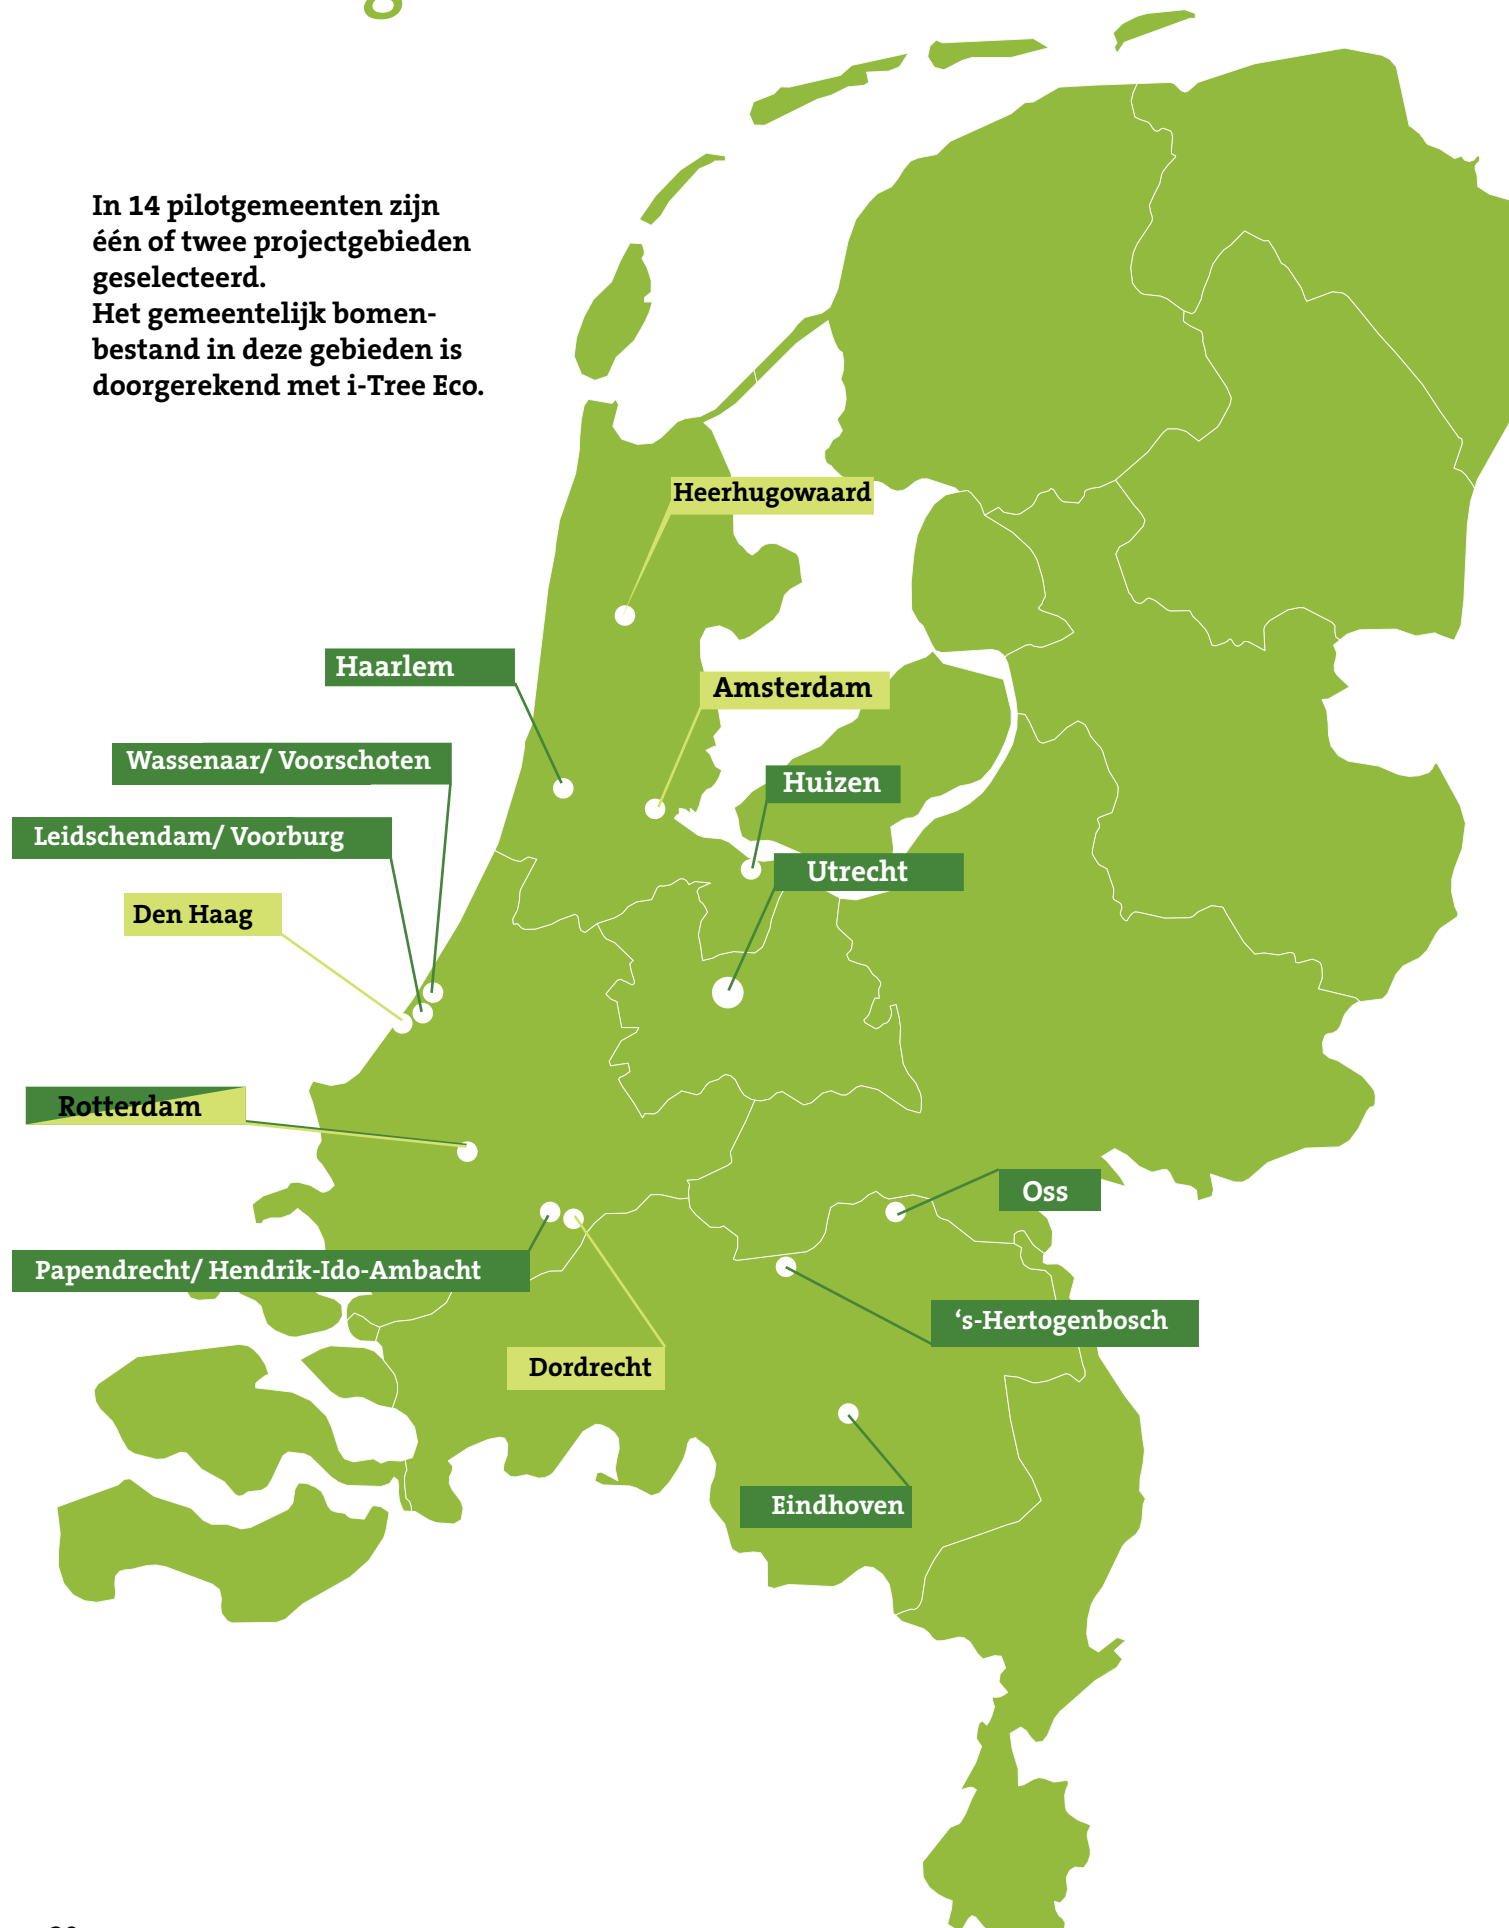 In 14 pilotgemeenten zijn
één of twee projectgebieden
geselecteerd.
Het gemeentelijk bomen-
bestand in deze gebieden is
doorgerekend met i-Tree Eco.
Heerhugowaard
Haarlem
Amsterdam
Wassenaar/ Voorschoten
Huizen
Leidschendam/ Voorburg
Utrecht
Den Haag
Rotterdam
Oss
Papendrecht/ Hendrik-Ido-Ambacht
‘s-Hertogenbosch
Dordrecht
Eindhoven